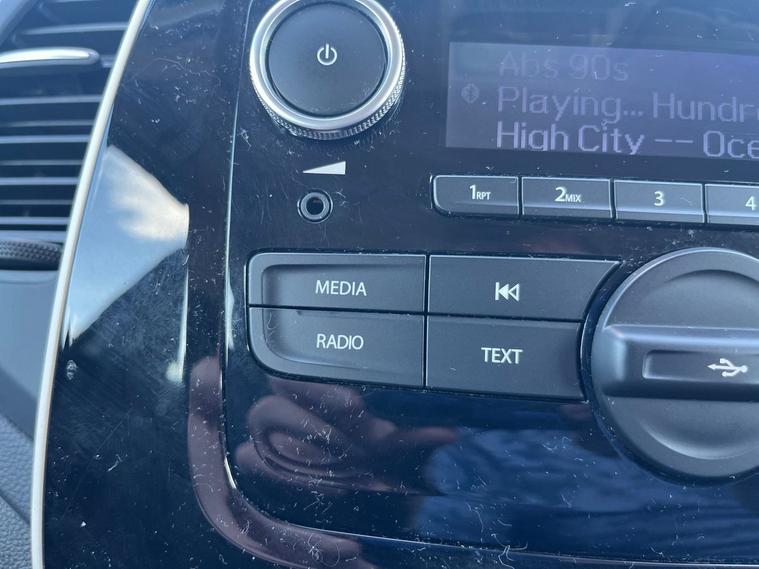 Abs 90s
Playing... Hundr
High City -- Oce
1RPT
2MIX
3
4
MEDIA
RADIO
TEXT